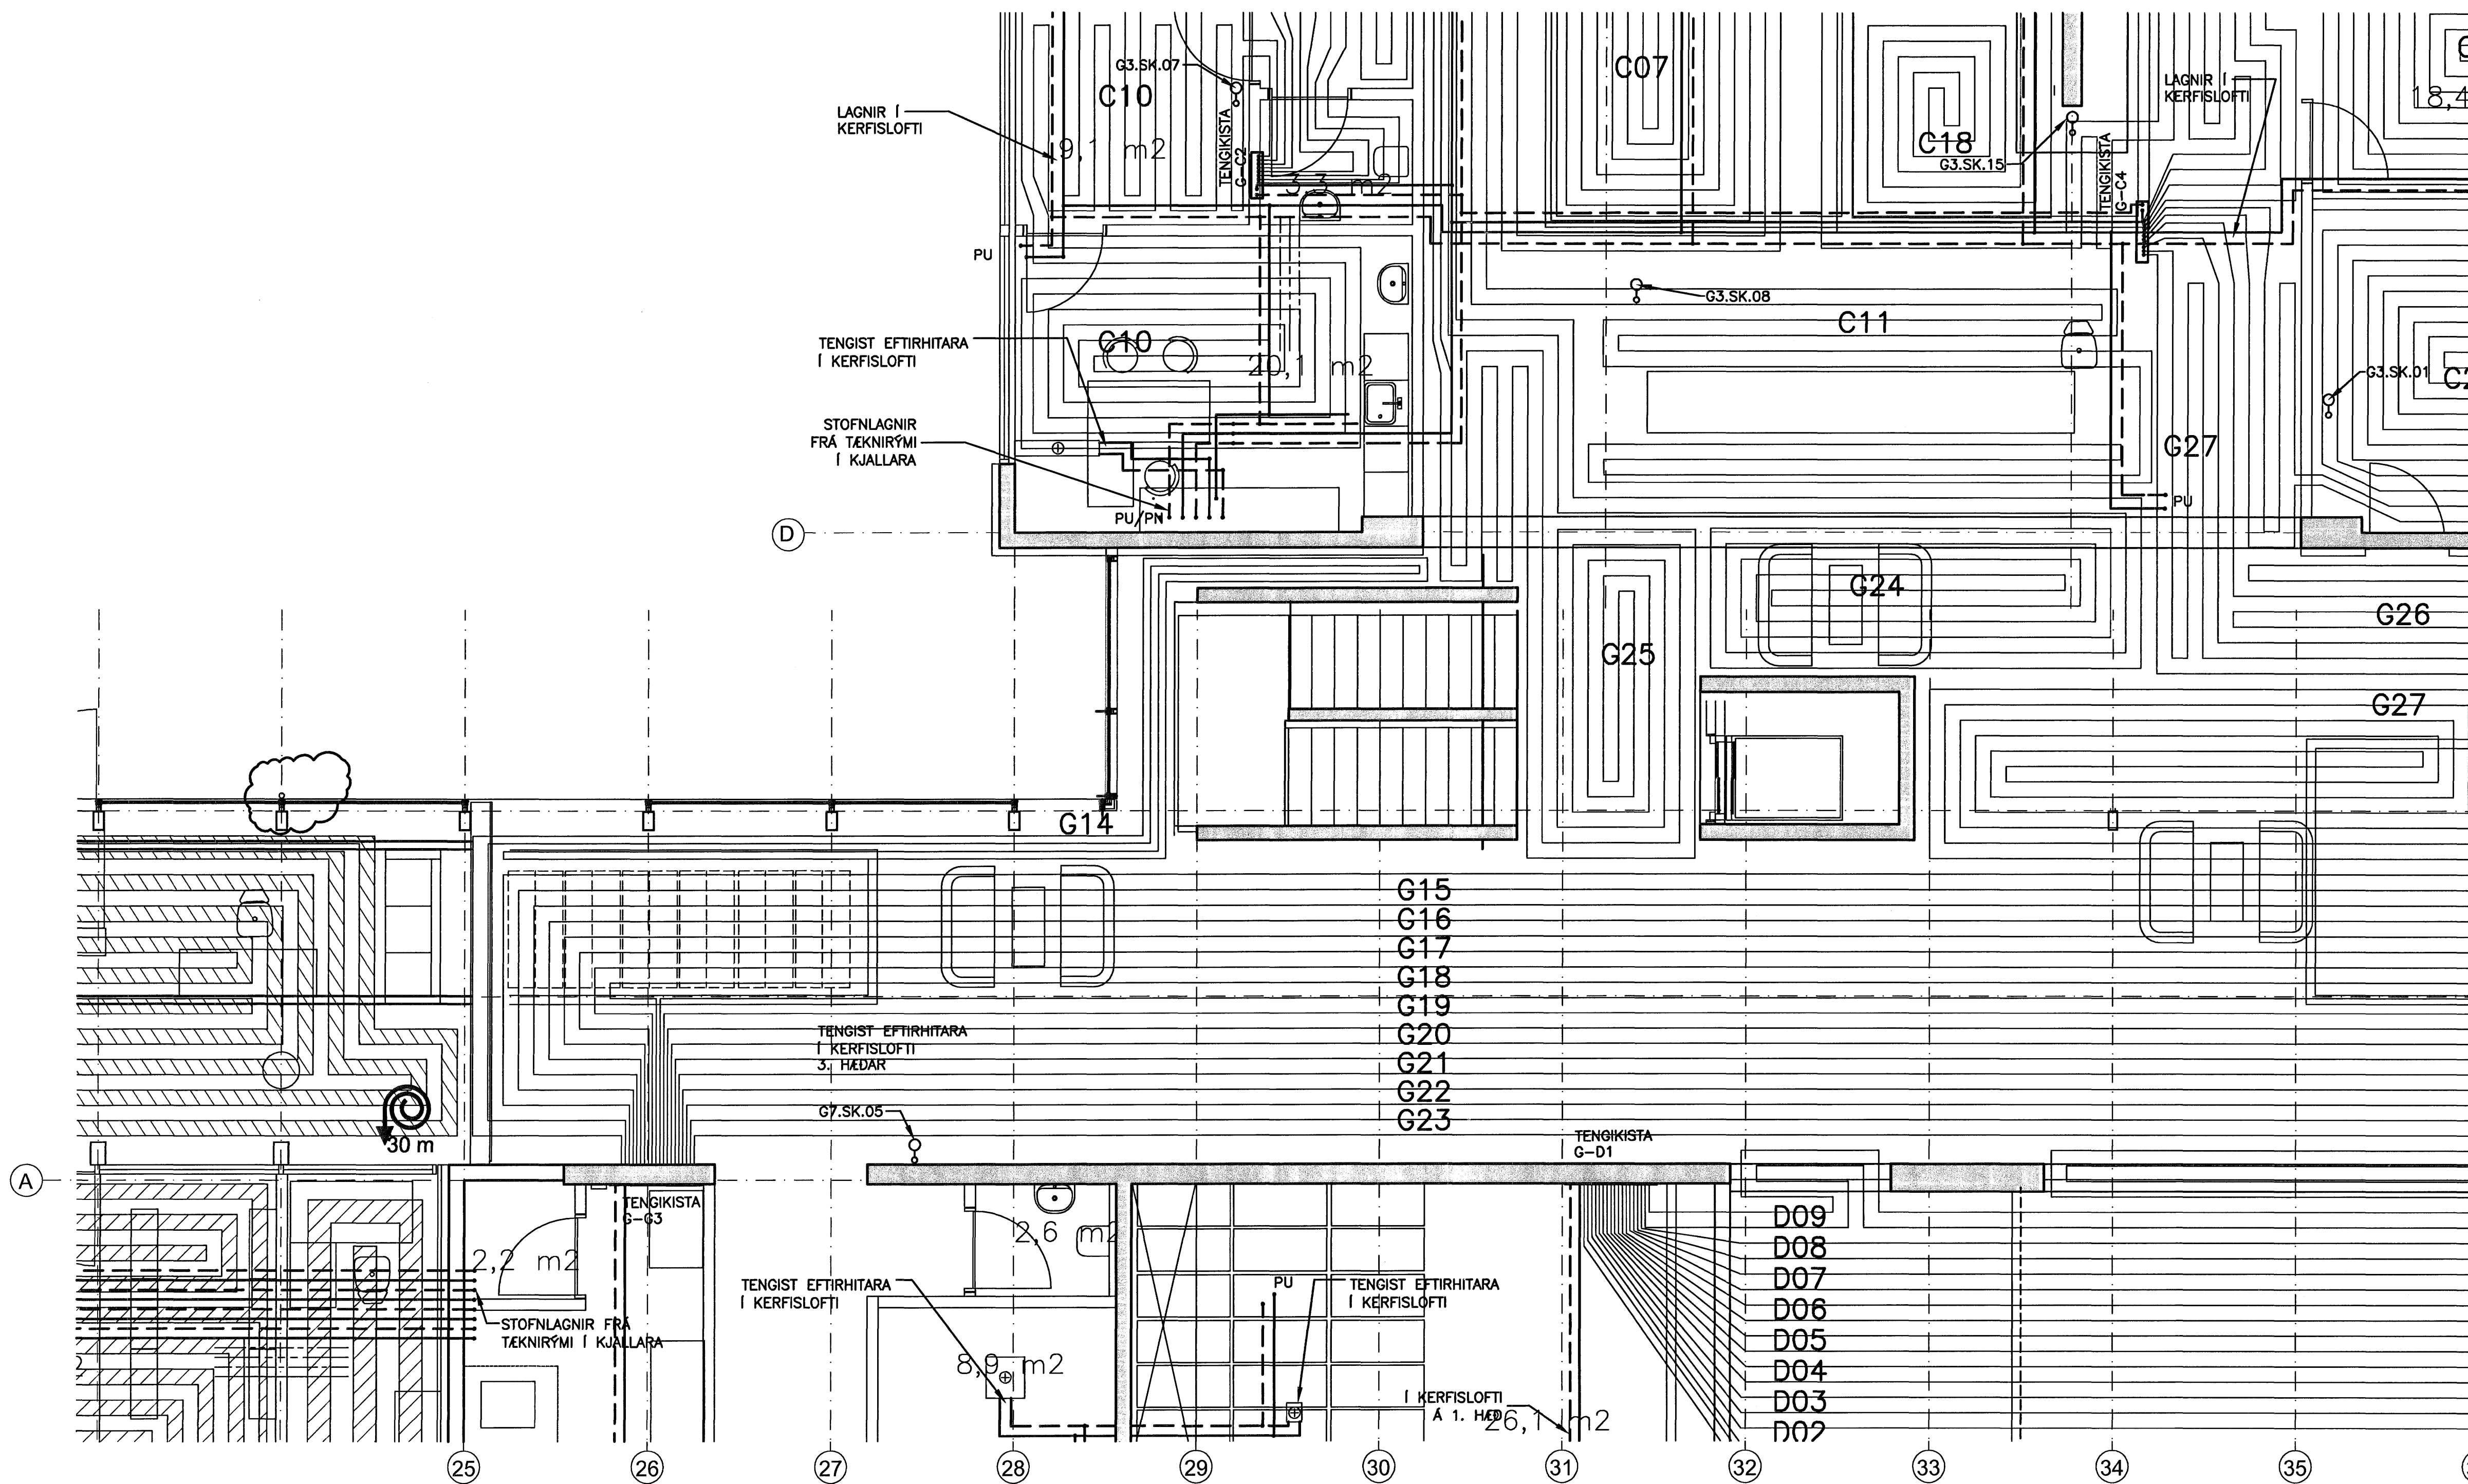 G3.SK.07
C10
C07
LAGNIR Í
KERFISLOFTI
LAGNIR Í
KERFISLOFTI
18,4
TENGIKISTA
G-C2
9,1 m2
C18
G3.SK.15
TENGIKISTA
G-C4
3,3 m2
PU
G3.SK.08
C11
TENGIST EFTIRHITARA
Í KERFISLOFTI
C10
20,1 m2
G3.SK.01
STOFNLAGNIR
FRÁ TÆKNIRÝMI
Í KJALLARA
G27
PU
PU/PN
D
G24
G26
G25
G27
G14
G15
G16
G17
G18
G19
G20
G21
G22
G23
TENGIST EFTIRHITARA
Í KERFISLOFTI
3. HÆÐAR
G7.SK.05
30 m
TENGIKISTA
G-D1
A
TENGIKISTA
G-G3
2,2 m2
2,6 m2
D09
D08
D07
D06
D05
D04
D03
D02
TENGIST EFTIRHITARA
Í KERFISLOFTI
PU
TENGIST EFTIRHITARA
Í KERFISLOFTI
STOFNLAGNIR FRÁ
TÆKNIRÝMI Í KJALLARA
8,9 m2
Í KERFISLOFTI
Á 1. HÆÐ
26,1 m2
25
26
27
28
29
30
31
32
33
34
35